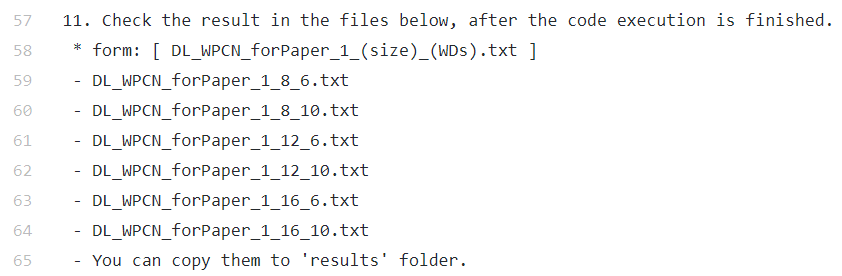 57 11. Check the result in the files below, after the code execution is finished.
58 * form: [ DL_WPCN_forPaper_1_(size)_(WDs).txt ]
59 - DL_WPCN_forPaper_1_8_6.txt
60 - DL_WPCN_forPaper_1_8_10.txt
61 - DL_WPCN_forPaper_1_12_6.txt
62 - DL_WPCN_forPaper_1_12_10.txt
63 - DL_WPCN_forPaper_1_16_6.txt
64 - DL_WPCN_forPaper_1_16_10.txt
65 - You can copy them to 'results' folder.